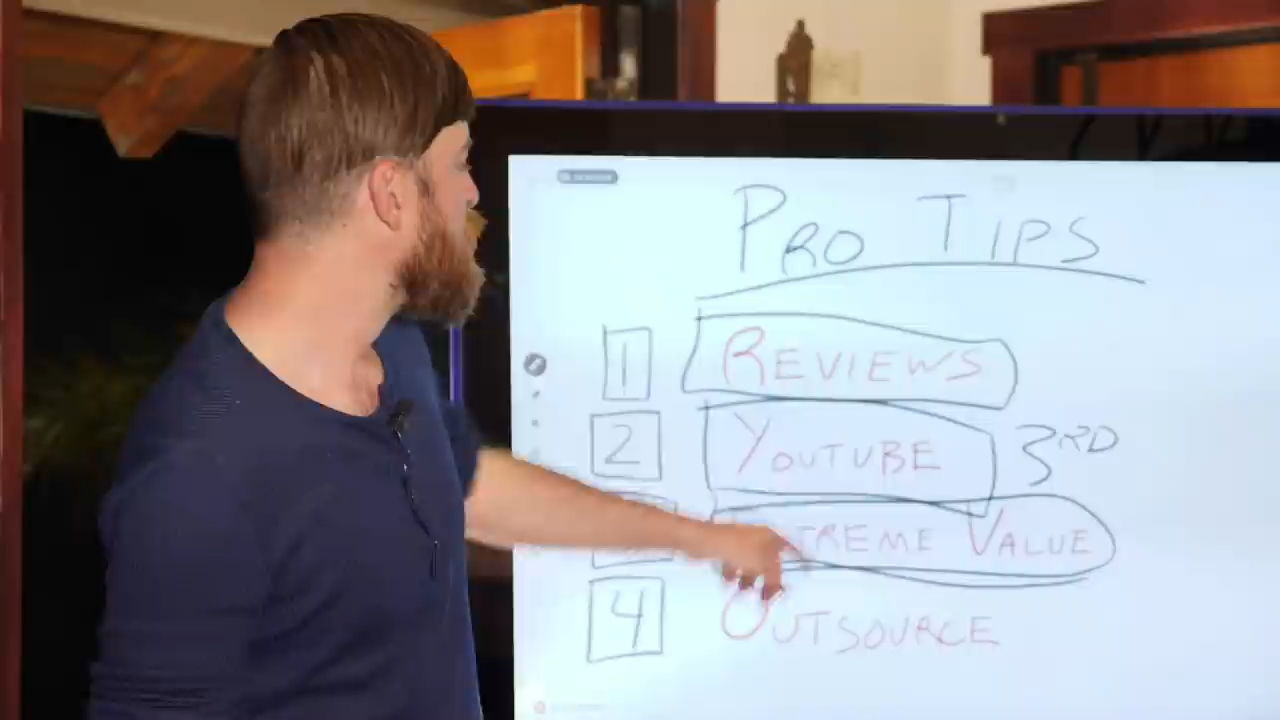 PRO TIPS
1 REVIEWS
2 YOUTUBE 3RD
VALUE
4 OUTSOURCE